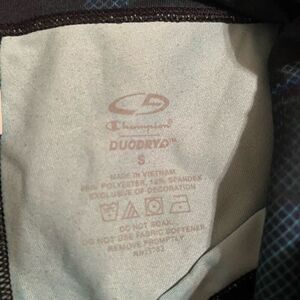 Champion
DUODRY
S
MADE IN VIETNAM
POLYESTER, SPANDEX
EXCLUSIVE OF DECORATION
DO NOT SOAK.
DO NOT USE FABRIC SOFTENER.
REMOVE PROMPTLY